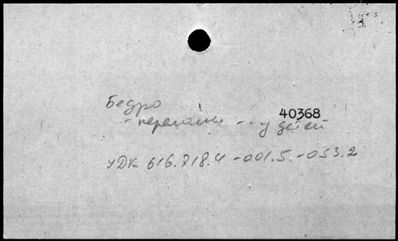 Бедро
40368
- переломы - - у детей
УДК 616.718.4 -001.5. -053.2